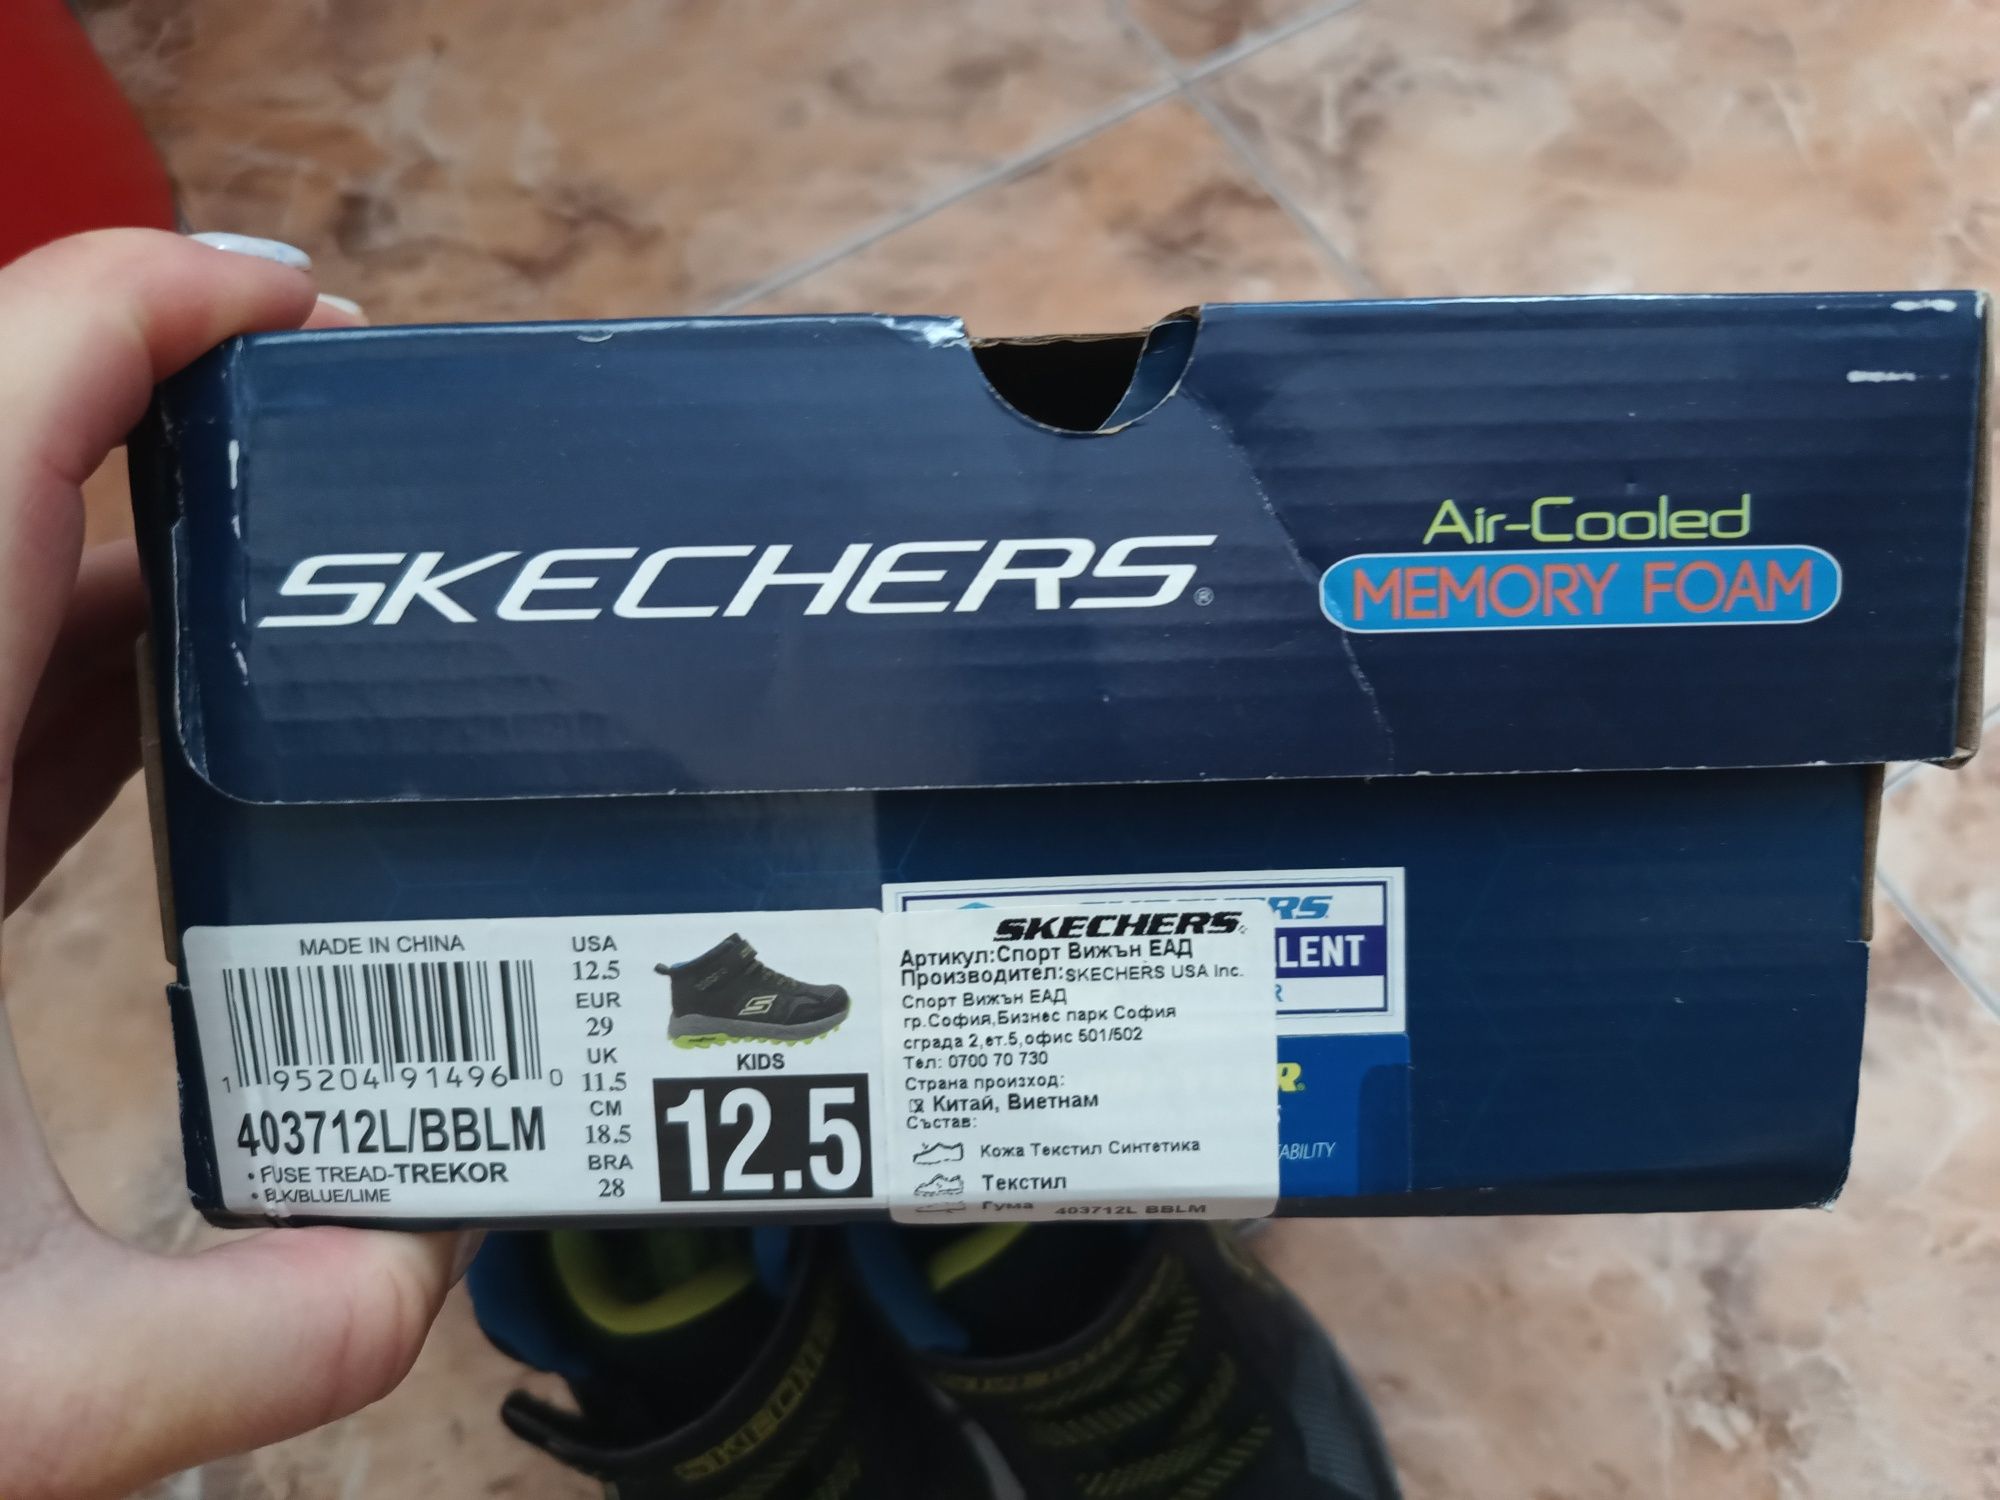 SKECHERS®
Air-Cooled
MEMORY FOAM
MADE IN CHINA
1 95204 91496 0
403712L/BBLM
• FUSE TREAD-TREKOR
• BLK/BLUE/LIME
USA
12.5
EUR
29
UK
11.5
CM
18.5
BRA
28
KIDS
12.5
SKECHERS
Артикул:Спорт Вижън ЕАД
Производител:SKECHERS USA Inc.
Спорт Вижън ЕАД
гр.София,Бизнес парк София
сграда 2,ет.5,офис 501/502
Тел: 0700 70 730
Страна произход:
Китай, Виетнам
Състав:
Кожа Текстил Синтетика
Текстил
Гума 403712L BBLM
RS
LENT
R
R®
ABILITY
SKECHERS